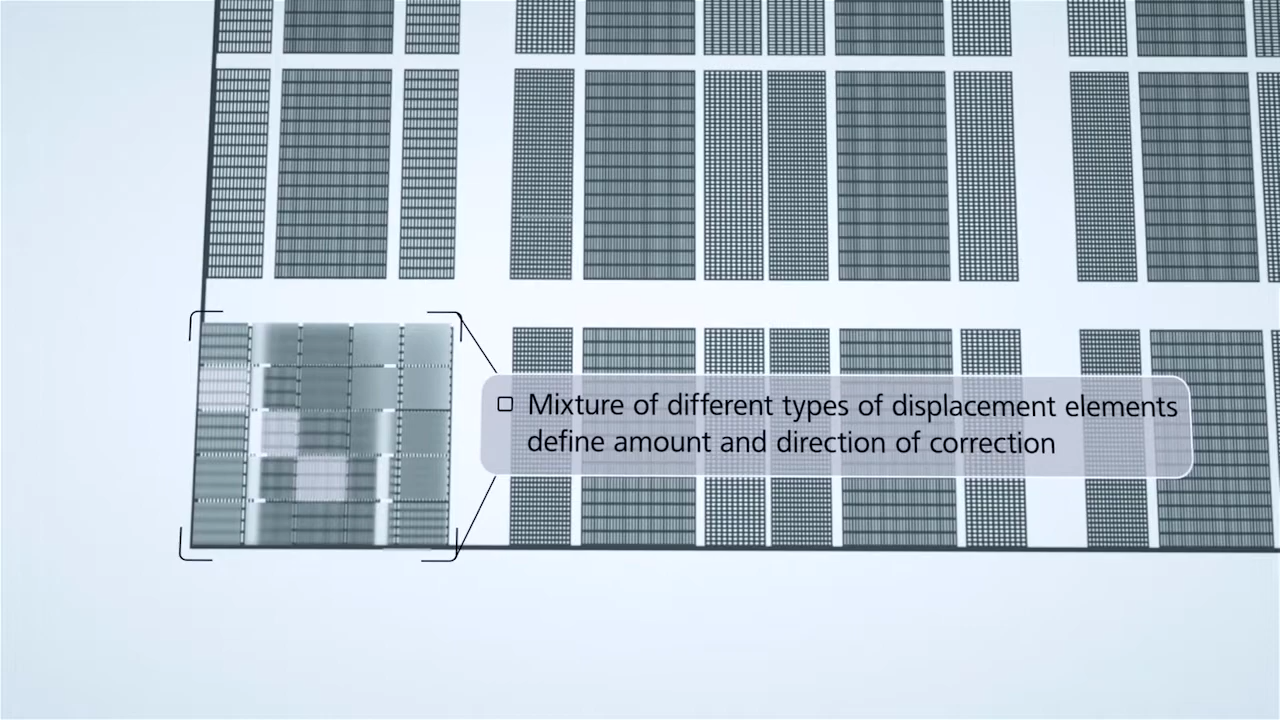 Mixture of different types of displacement elements
define amount and direction of correction